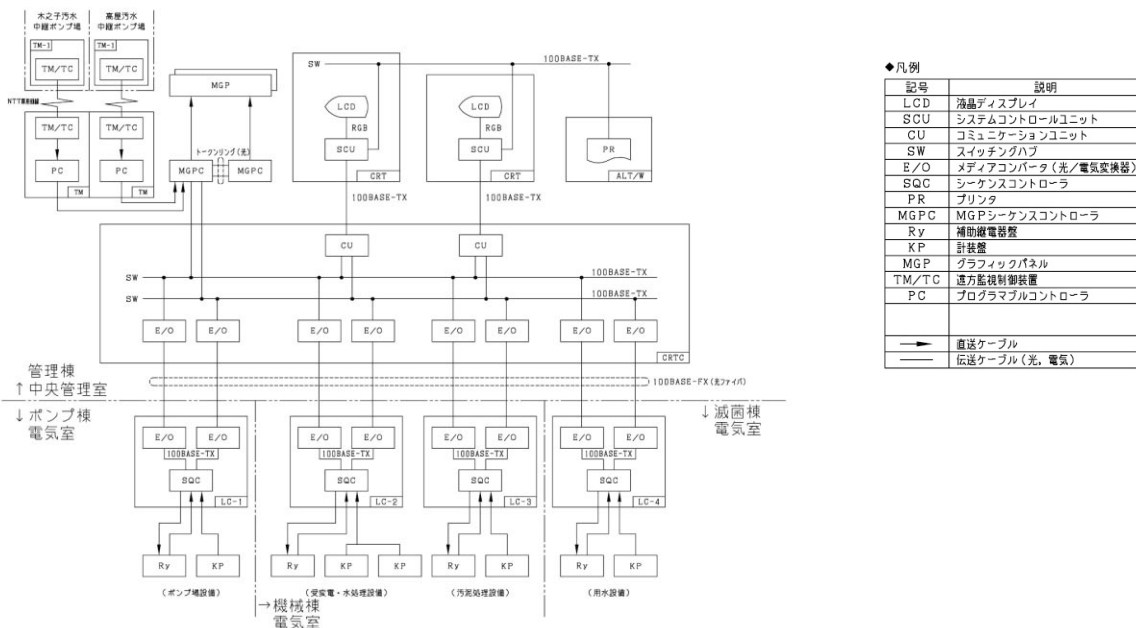 木之子汚水
中継ポンプ場
高屋汚水
中継ポンプ場
TM-1
TM-1
TM/TC
TM/TC
TM/TC
TM/TC
PC
PC
TM
TM
MGP
トークンリング(光)
MGPC
MGPC
SW
100BASE-TX
LCD
RGB
SCU
CRT
LCD
RGB
SCU
CRT
PR
ALT/W
100BASE-TX
100BASE-TX
CU
CU
SW
100BASE-TX
SW
100BASE-TX
E/O
E/O
E/O
E/O
E/O
E/O
E/O
E/O
CRTC
管理棟
↑中央管理室
100BASE-FX(光ファイバ)
↓ポンプ棟
電気室
↓滅菌棟
電気室
E/O
E/O
100BASE-TX
SQC
LC-1
E/O
E/O
100BASE-TX
SQC
LC-2
E/O
E/O
100BASE-TX
SQC
LC-3
E/O
E/O
100BASE-TX
SQC
LC-4
Ry
KP
Ry
KP
KP
Ry
KP
Ry
KP
(ポンプ場設備)
(受変電・水処理設備)
(汚泥処理設備)
(用水設備)
→機械棟
電気室
◆凡例
記号 説明
LCD 液晶ディスプレイ
SCU システムコントロールユニット
CU コミュニケーションユニット
SW スイッチングハブ
E/O メディアコンバータ(光/電気変換器)
SQC シーケンスコントローラ
PR プリンタ
MGPC MGPシーケンスコントローラ
Ry 補助継電器盤
KP 計装盤
MGP グラフィックパネル
TM/TC 遠方監視制御装置
PC プログラマブルコントローラ
直送ケーブル
伝送ケーブル(光,電気)